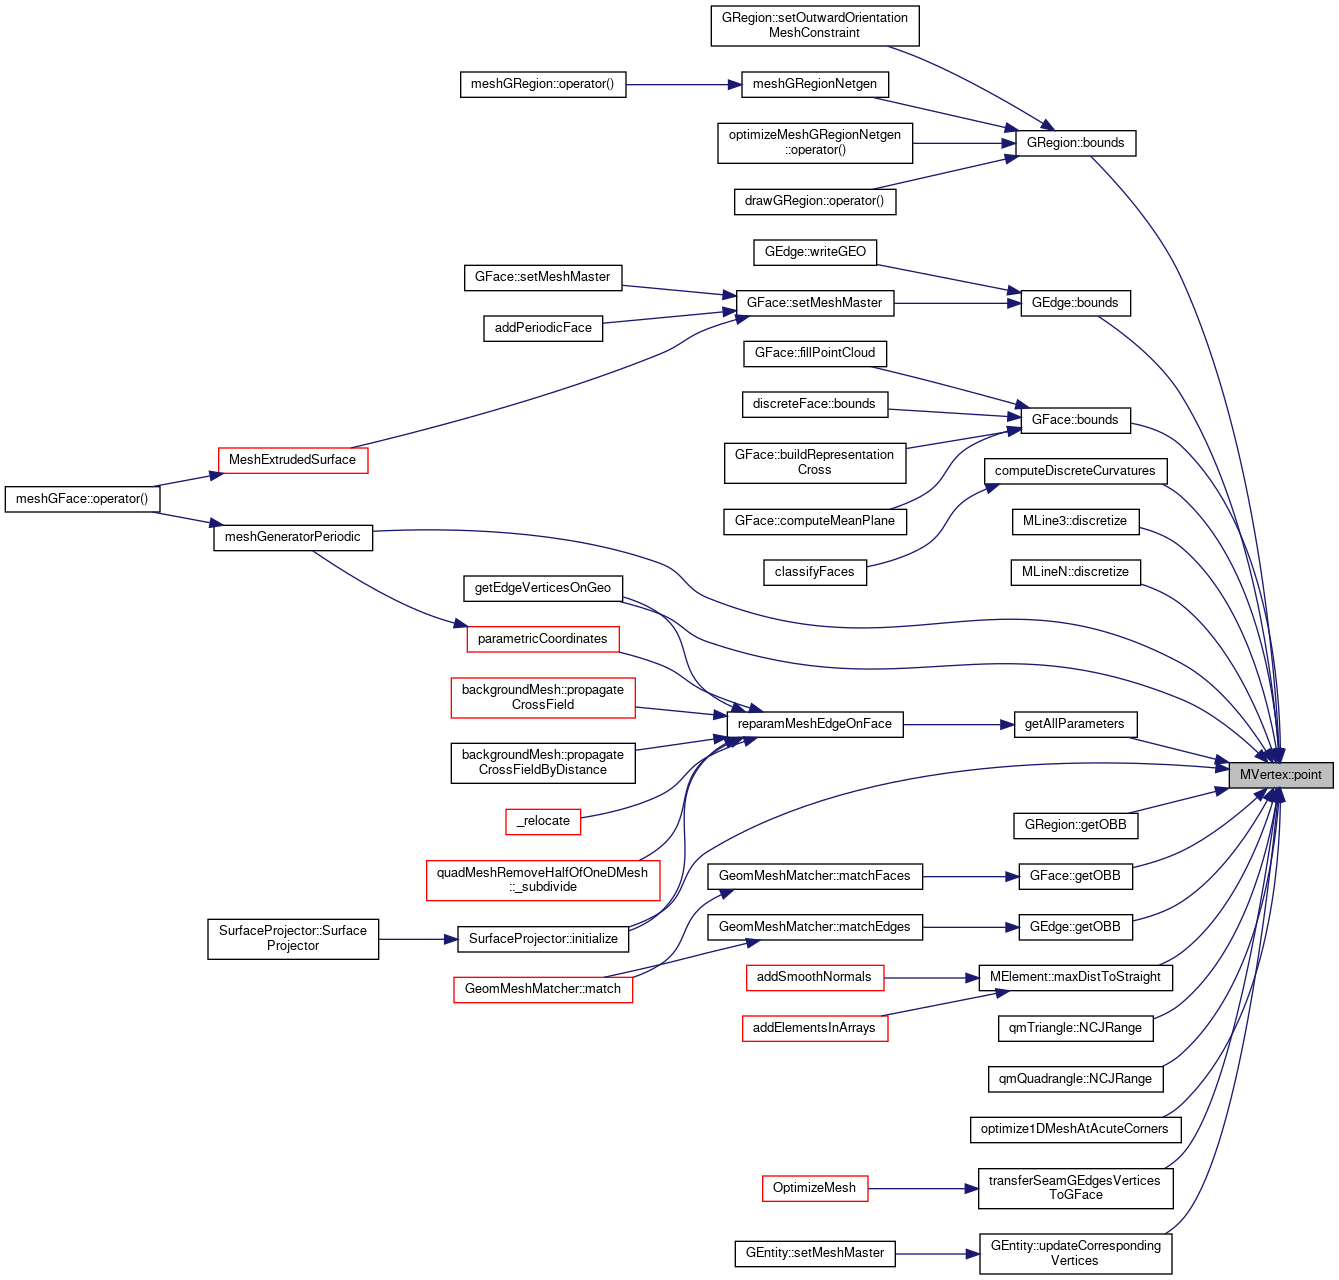 GRegion::setOutwardOrientation
MeshConstraint
meshGRegion::operator()
meshGRegionNetgen
optimizeMeshGRegionNetgen
::operator()
GRegion::bounds
drawGRegion::operator()
GEdge::writeGEO
GFace::setMeshMaster
GFace::setMeshMaster
GEdge::bounds
addPeriodicFace
GFace::fillPointCloud
discreteFace::bounds
GFace::bounds
GFace::buildRepresentation
Cross
MeshExtrudedSurface
computeDiscreteCurvatures
meshGFace::operator()
GFace::computeMeanPlane
MLine3::discretize
meshGeneratorPeriodic
classifyFaces
MLineN::discretize
getEdgeVerticesOnGeo
parametricCoordinates
backgroundMesh::propagate
CrossField
reparamMeshEdgeOnFace
getAllParameters
backgroundMesh::propagate
CrossFieldByDistance
MVertex::point
_relocate
GRegion::getOBB
quadMeshRemoveHalfOfOneDMesh
::_subdivide
GeomMeshMatcher::matchFaces
GFace::getOBB
SurfaceProjector::Surface
Projector
SurfaceProjector::initialize
GeomMeshMatcher::matchEdges
GEdge::getOBB
GeomMeshMatcher::match
addSmoothNormals
MElement::maxDistToStraight
addElementsInArrays
qmTriangle::NCJRange
qmQuadrangle::NCJRange
optimize1DMeshAtAcuteCorners
OptimizeMesh
transferSeamGEdgesVertices
ToGFace
GEntity::setMeshMaster
GEntity::updateCorresponding
Vertices